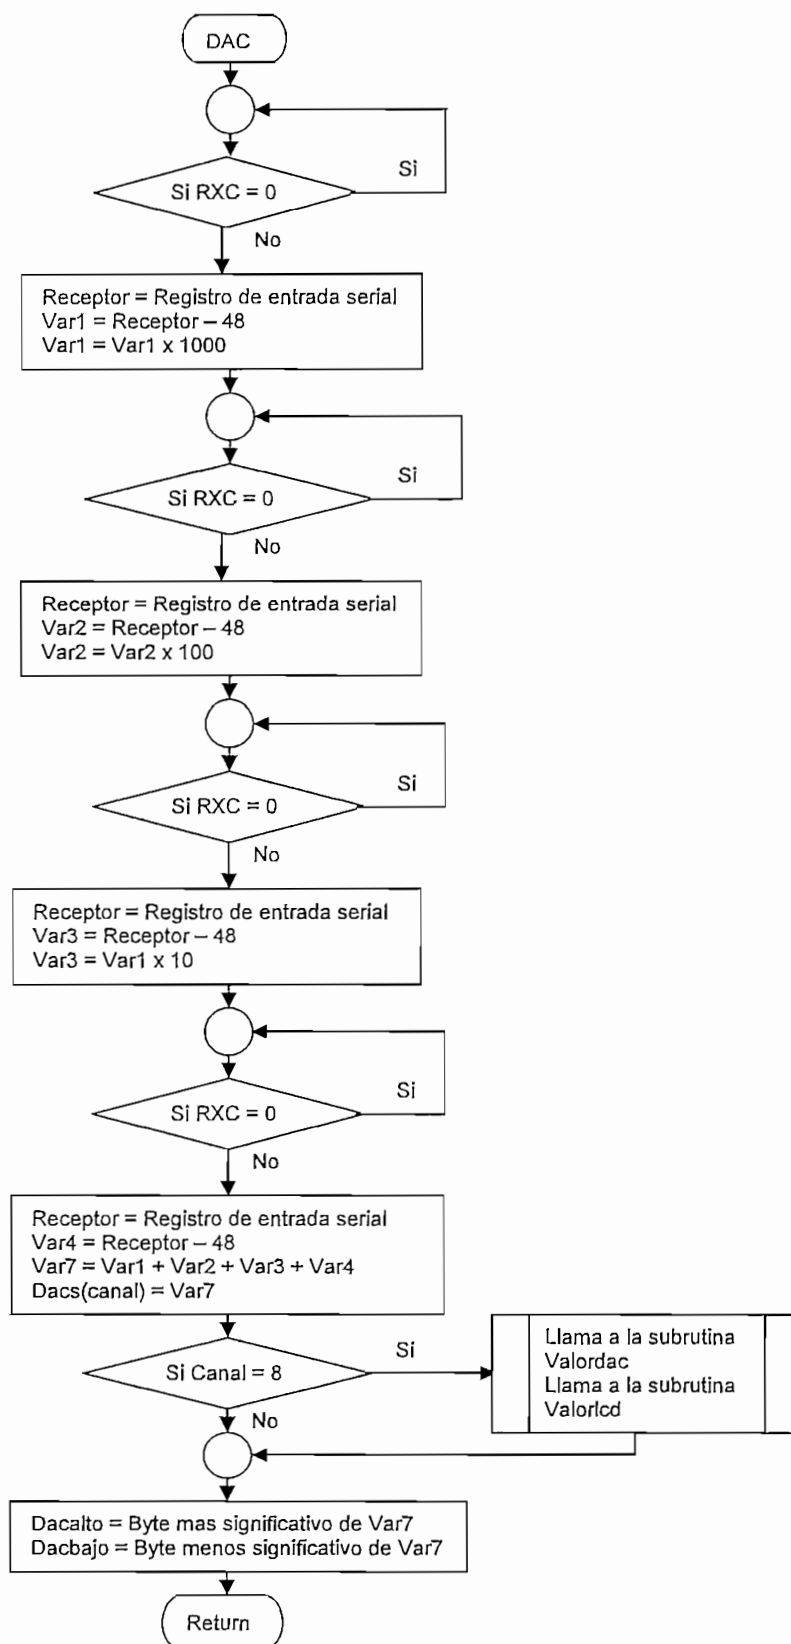 DAC
Si
Si RXC = 0
No
Receptor = Registro de entrada serial
Var1 = Receptor – 48
Var1 = Var1 x 1000
Si
Si RXC = 0
No
Receptor = Registro de entrada serial
Var2 = Receptor – 48
Var2 = Var2 x 100
Si
Si RXC = 0
No
Receptor = Registro de entrada serial
Var3 = Receptor – 48
Var3 = Var1 x 10
Si
Si RXC = 0
No
Receptor = Registro de entrada serial
Var4 = Receptor – 48
Var7 = Var1 + Var2 + Var3 + Var4
Dacs(canal) = Var7
Si Canal = 8
Si
Llama a la subrutina
Valordac
Llama a la subrutina
Valorlcd
No
Dacalto = Byte mas significativo de Var7
Dacbajo = Byte menos significativo de Var7
Return